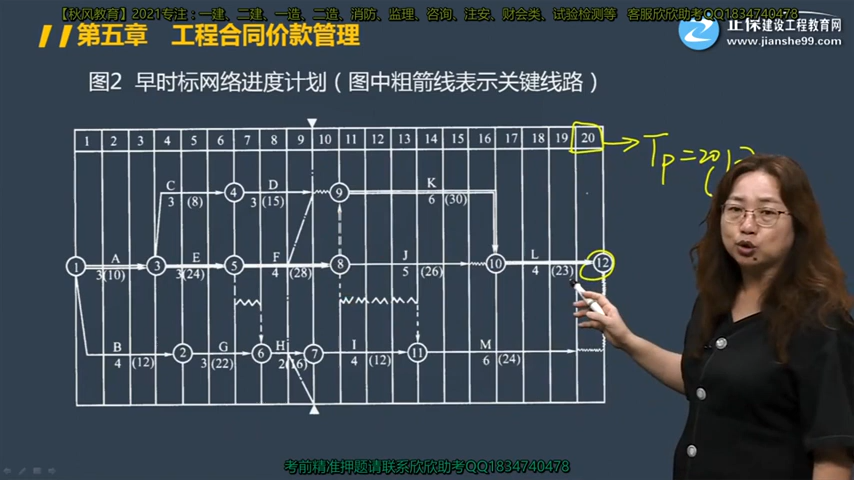 【秋风教育】2021专注：一建、二建、一造、二造、消防、监理、咨询、注安、财会类、试验检测等 客服欣欣助考QQ1834740478
第五章 工程合同价款管理
正保建设工程教育网
www.jianshe99.com
图2 早时标网络进度计划（图中粗箭线表示关键线路）
1 2 3 4 5 6 7 8 9 10 11 12 13 14 15 16 17 18 19 20
Tp=20
C D K
4 9
3 (8) 3 (15) 6 (30)
A E F J L
1 3 5 8 10 12
3(10) 3(24) 4 (28) 5 (26) 4 (23)
B G H I M
2 6 7 11
4 (12) 3 (22) 2(16) 4 (12) 6 (24)
考前精准押题请联系欣欣助考QQ1834740478